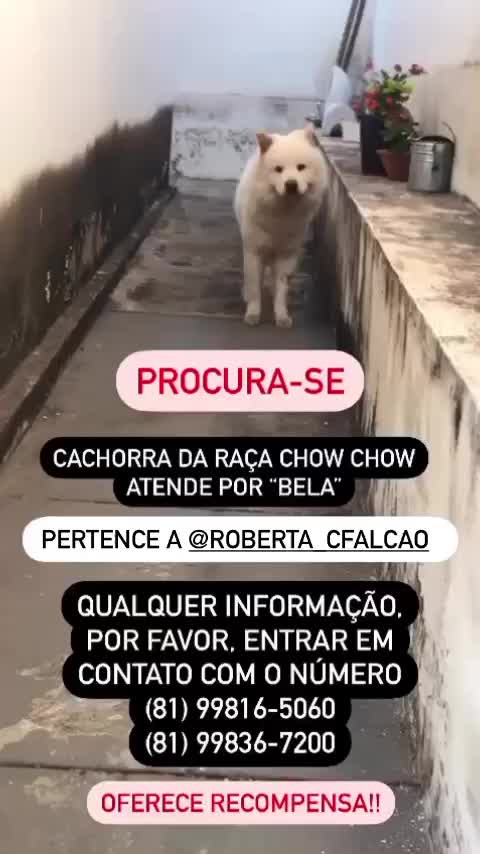 PROCURA-SE
CACHORRA DA RAÇA CHOW CHOW
ATENDE POR “BELA”
PERTENCE A @ROBERTA_CFALCAO
QUALQUER INFORMAÇÃO,
POR FAVOR, ENTRAR EM
CONTATO COM O NÚMERO
(81) 99816-5060
(81) 99836-7200
OFERECE RECOMPENSA!!